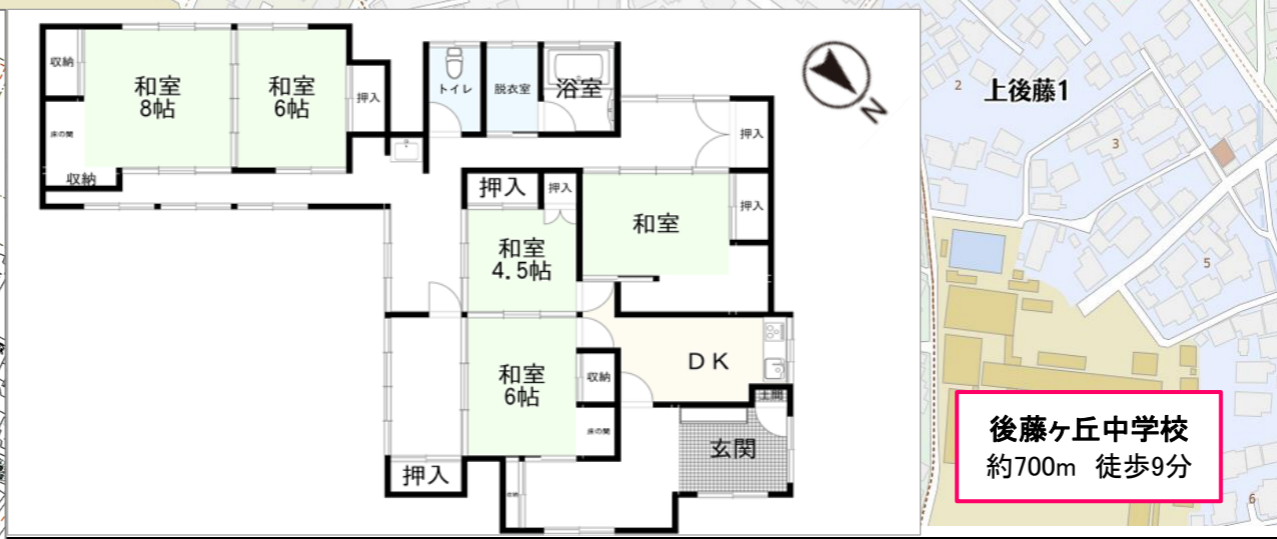 収納
和室
8帖
和室
6帖
押入
床の間
収納
トイレ
脱衣室
浴室
押入
N
押入
押入
和室
押入
和室
4.5帖
和室
6帖
収納
床の間
押入
収納
DK
土間
玄関
上後藤1
2
3
5
6
後藤ヶ丘中学校
約700m 徒歩9分